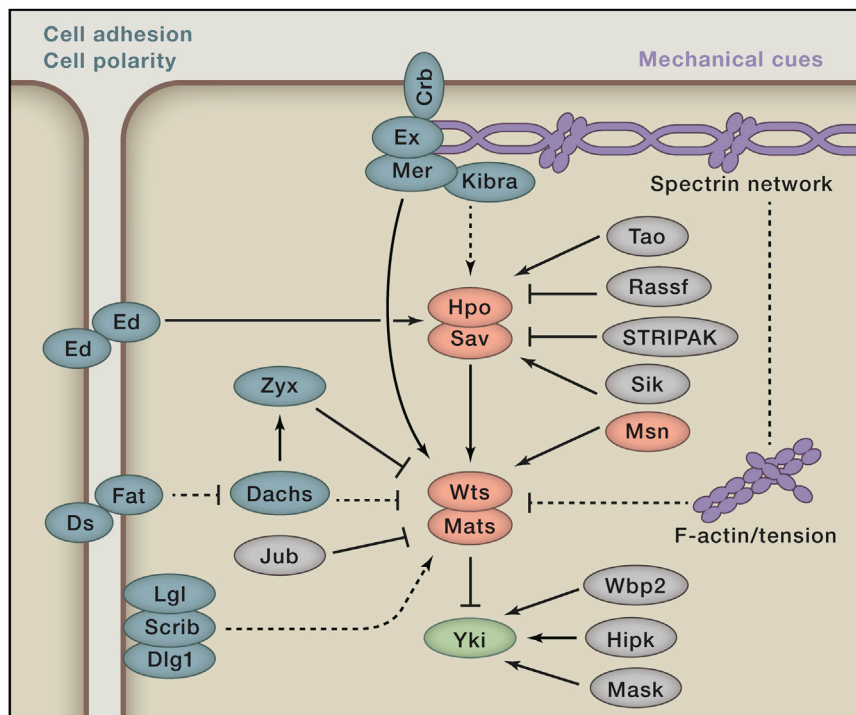 Cell adhesion
Cell polarity
Mechanical cues
Crb
Ex
Mer
Kibra
Spectrin network
Tao
Rassf
Hpo
Sav
STRIPAK
Ed
Ed
Sik
Zyx
Msn
Fat
Ds
Dachs
Wts
Mats
F-actin/tension
Jub
Lgl
Scrib
Dlg1
Wbp2
Yki
Hipk
Mask